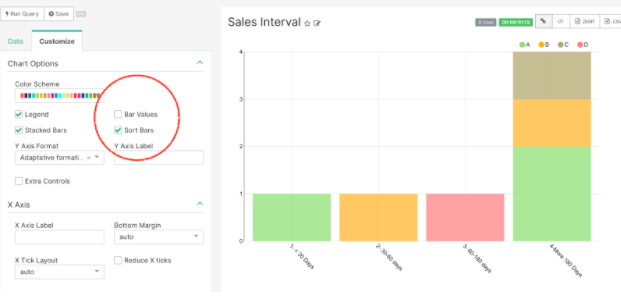 Run Query
Save
Sales Interval
6 rows
00:00:01.13
.json
.csv
Data
Customize
Chart Options
Color Scheme
Legend
Bar Values
Stacked Bars
Sort Bars
Y Axis Format
Y Axis Label
Adaptative formati...
Extra Controls
X Axis
X Axis Label
Bottom Margin
auto
X Tick Layout
Reduce X ticks
auto
A
B
C
D
4
3
2
1
0
2- 30-60 days
3. 60-180 days
4-More 180 Days